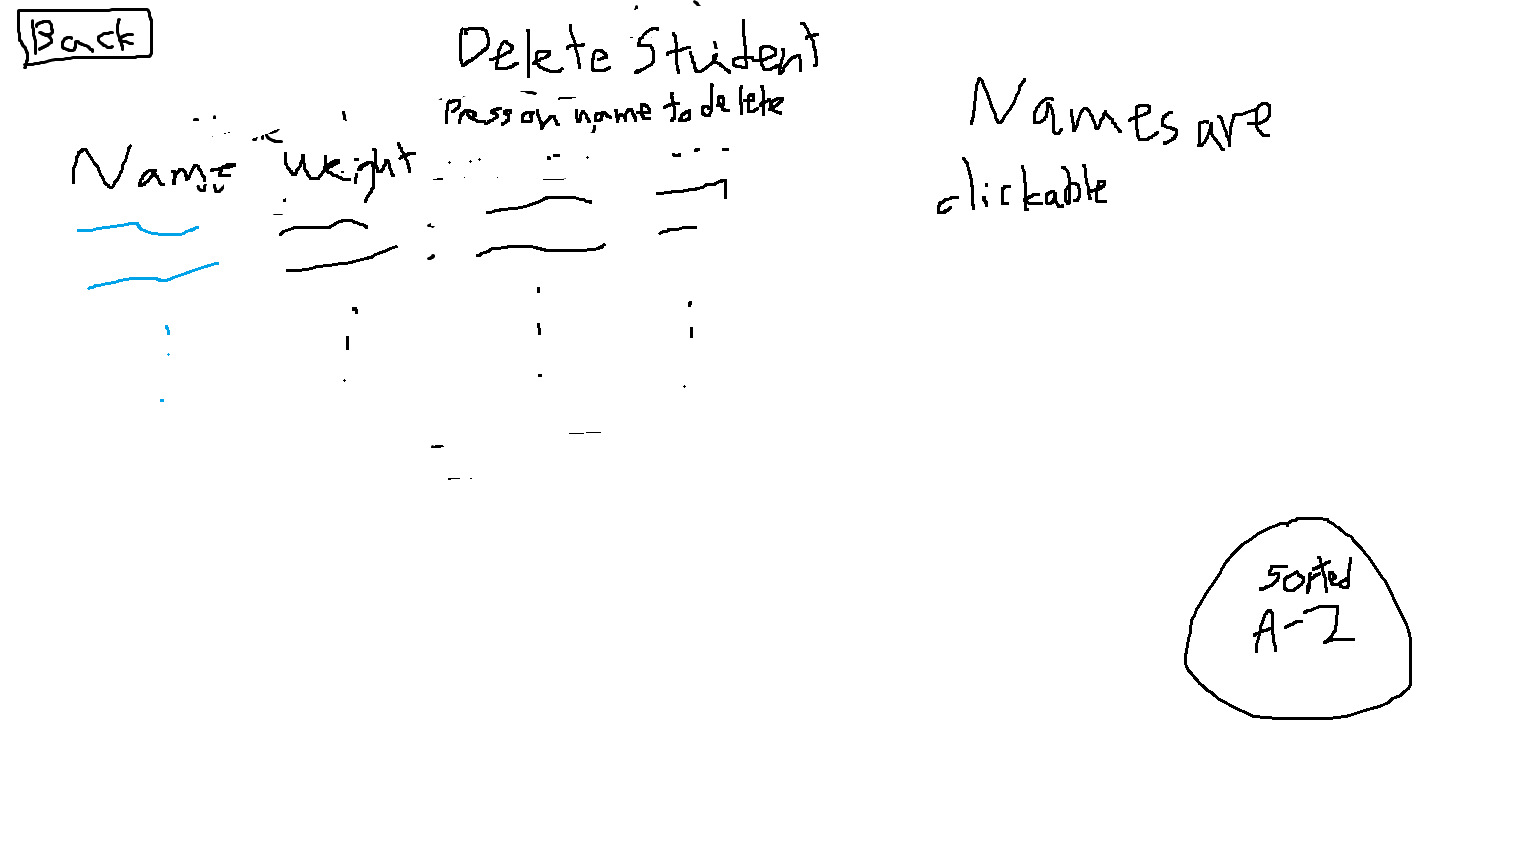 Back
Delete Student
Press on name to delete
Names are
clickable
Name Weight
Sorted
A-Z